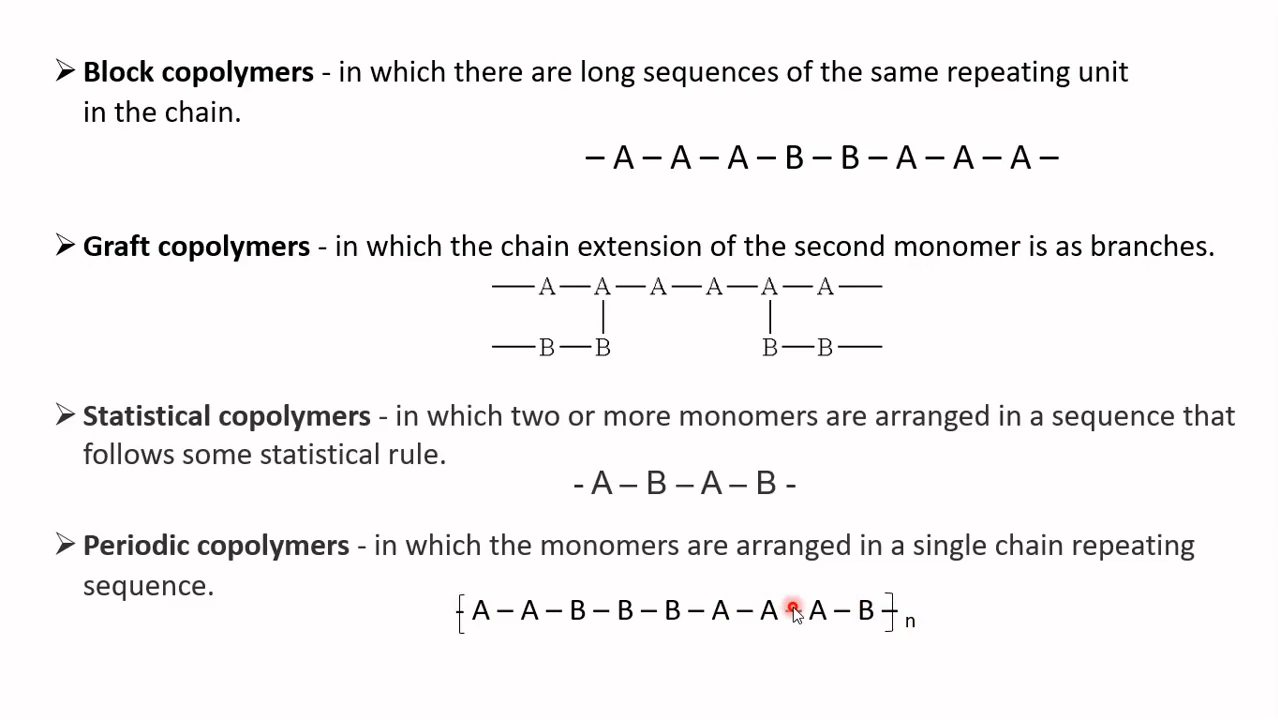 ➢ Block copolymers - in which there are long sequences of the same repeating unit
in the chain.
– A – A – A – B – B – A – A – A –
➢ Graft copolymers - in which the chain extension of the second monomer is as branches.
— A — A — A — A — A — A —
— B — B B — B —
➢ Statistical copolymers - in which two or more monomers are arranged in a sequence that
follows some statistical rule.
- A – B – A – B -
➢ Periodic copolymers - in which the monomers are arranged in a single chain repeating
sequence.
[ A – A – B – B – B – A – A – A – B – ] n